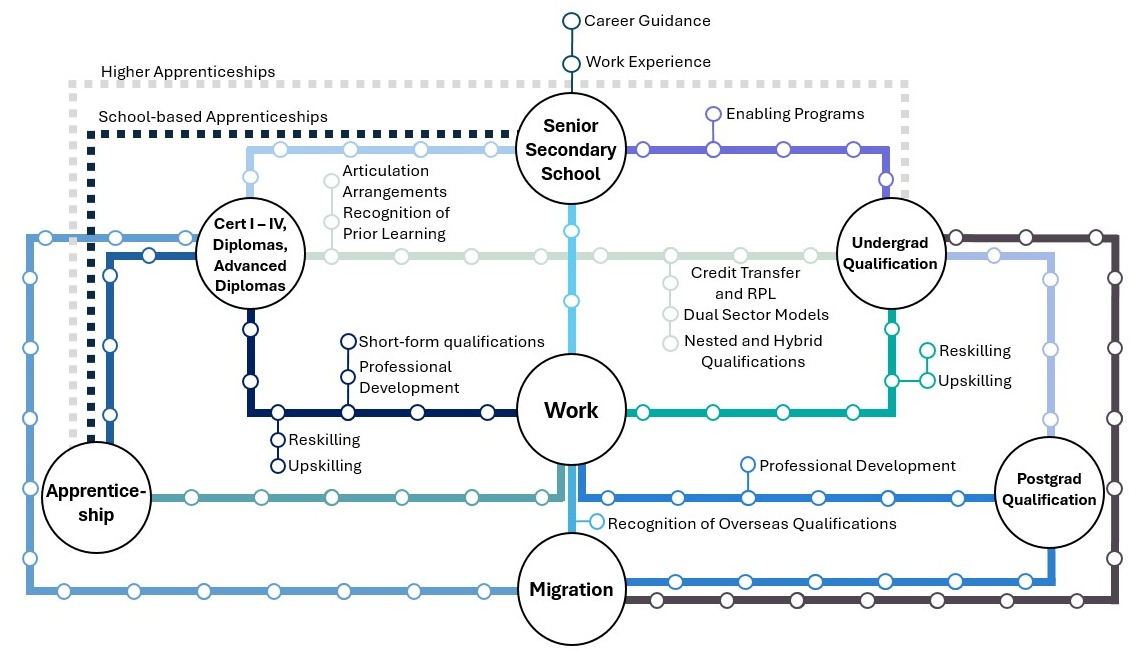 Career Guidance
Work Experience
Higher Apprenticeships
School-based Apprenticeships
Enabling Programs
Senior
Secondary
School
Articulation
Arrangements
Recognition of
Prior Learning
Cert I – IV,
Diplomas,
Advanced
Diplomas
Undergrad
Qualification
Credit Transfer
and RPL
Dual Sector Models
Nested and Hybrid
Qualifications
Short-form qualifications
Professional
Development
Reskilling
Upskilling
Work
Reskilling
Upskilling
Apprentice-
ship
Professional Development
Postgrad
Qualification
Recognition of Overseas Qualifications
Migration